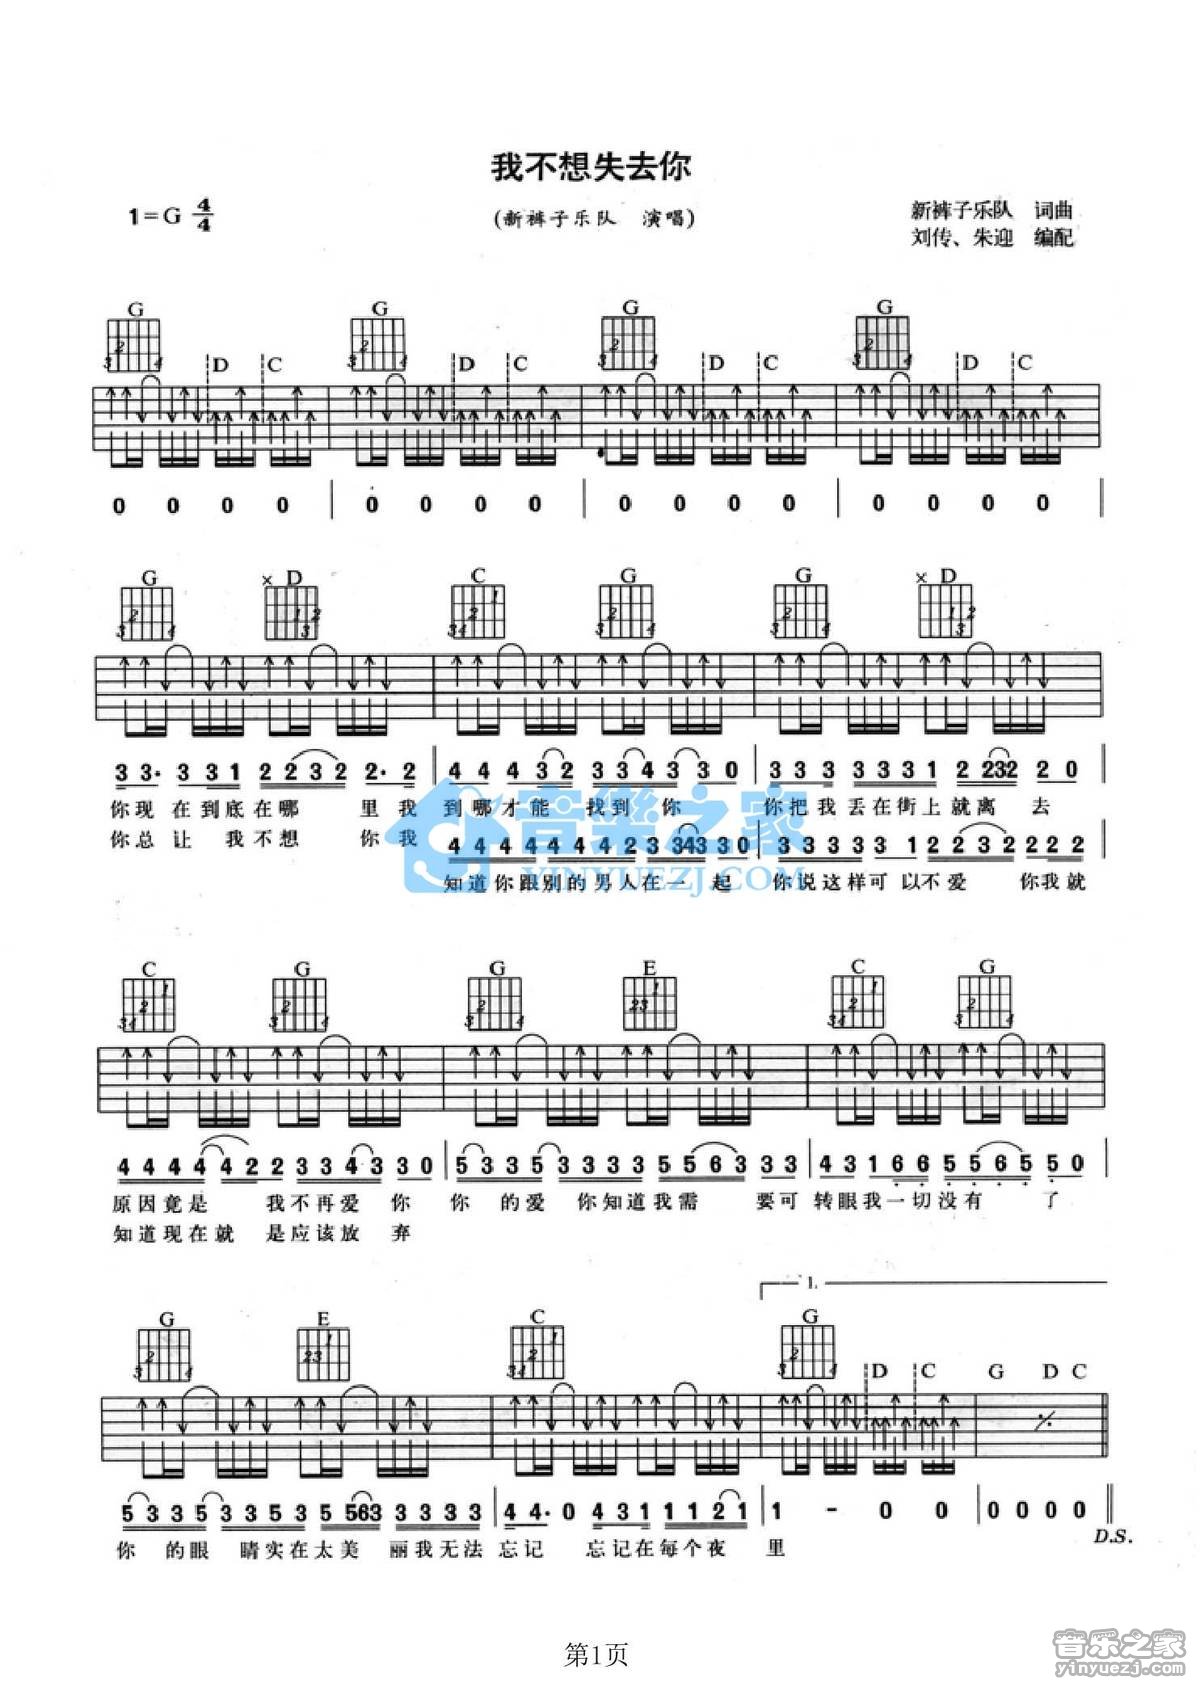 我不想失去你
1=G 4/4
(新裤子乐队 演唱)
新裤子乐队 词曲
刘传、朱迎 编配
G D C G D C G D C G D C
0 0 0 0 | 0 0 0 0 | 0 0 0 0 | 0 0 0 0
G × D C G G × D
3 3· 3 3 1 2 2 3 2 2· 2 | 4 4 4 3 2 3 3 4 3 3 0 | 3 3 3 3 3 3 1 2 2 3 2 2 0
你现在到底在哪 里我 到哪才能 找到你 你把我丢在街上就离 去
你总让 我不想 你我
4 4 4 4 4 4 4 2 3 3 4 3 3 3 0 3 3 3 3 3 1 2 2 3 2 2 2 2
知道你跟别的男人在一 起 你说这样可以不爱 你我就
C G G E C G
4 4 4 4 4 2 2 3 3 4 3 3 0 | 5 3 3 5 3 3 3 5 5 6 3 3 3 | 4 3 1 6 6 5 5 6 5 5 0
原因竟是 我不再爱你 你 的爱 你知道我需 要可 转眼我一切没有 了
知道现在就 是应该放 弃
1.
G E C G D C G D C
5 3 3 5 3 3 3 5 5 6 3 3 3 3 3 | 4 4· 0 4 3 1 1 1 2 1 | 1 - 0 0 | 0 0 0 0
D.S.
你 的眼 睛实在太美 丽我无法 忘记 忘记在每个夜 里
音樂之家
YINYUEZJ.COM
第1页
音乐之家
yinyuezj.com